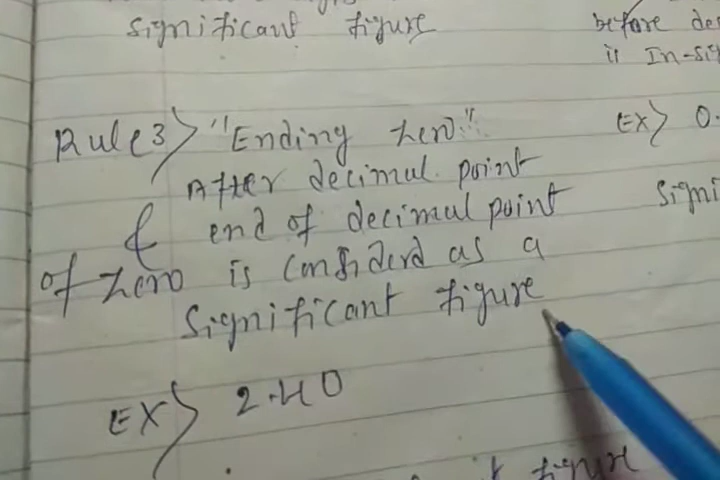 significant figure
before
is In-si
Rule 3> "Ending zero"
Ex> 0.
After decimal point
& end of decimal point
signi
of zero is considerd as a
significant figure
Ex> 2.40
figure